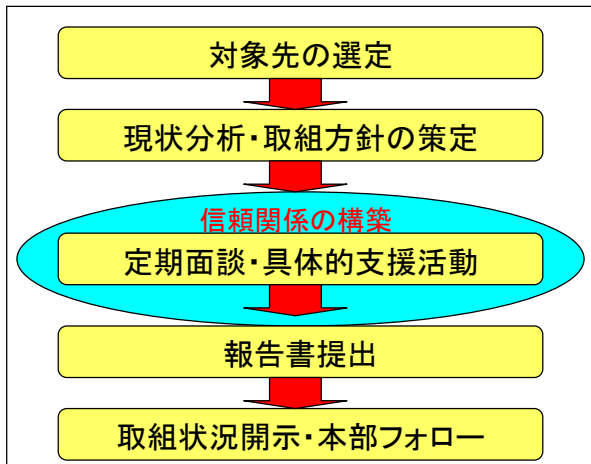 対象先の選定
現状分析・取組方針の策定
信頼関係の構築
定期面談・具体的支援活動
報告書提出
取組状況開示・本部フォロー